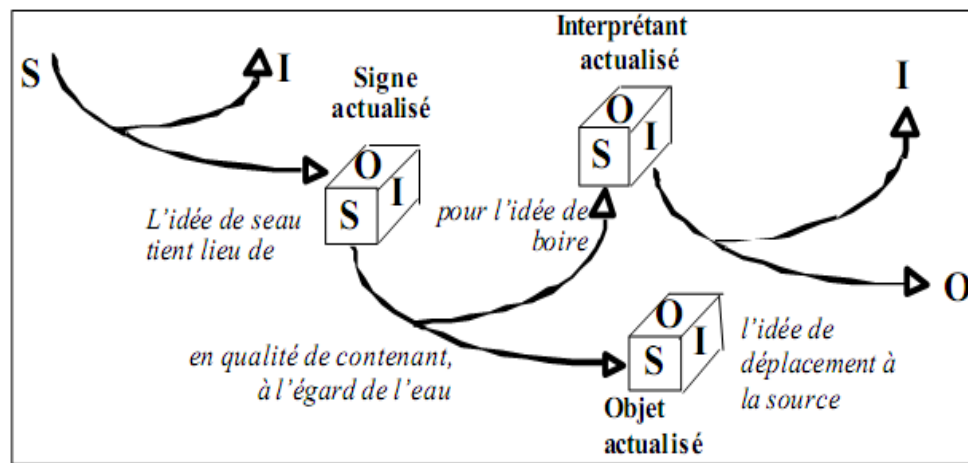 S
I
Signe
actualisé
O
S
I
L'idée de seau
tient lieu de
Interprétant
actualisé
O
S
I
pour l'idée de
boire
I
O
en qualité de contenant,
à l'égard de l'eau
O
S
I
Objet
actualisé
l'idée de
déplacement à
la source